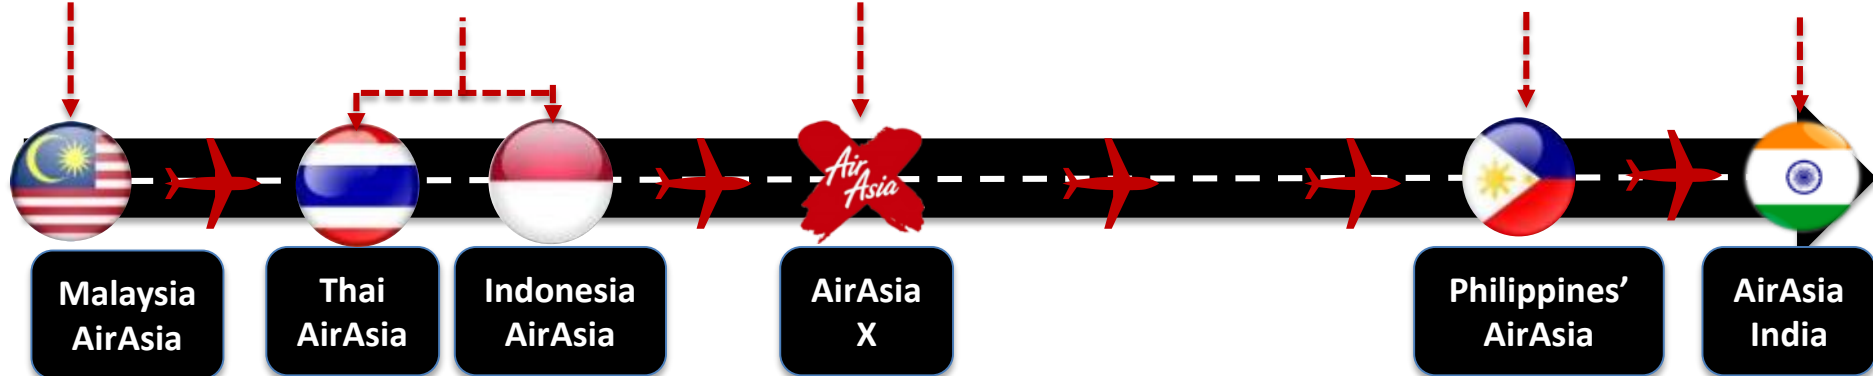 Air
Asia
Malaysia
AirAsia
Thai
AirAsia
Indonesia
AirAsia
AirAsia
X
Philippines’
AirAsia
AirAsia
India